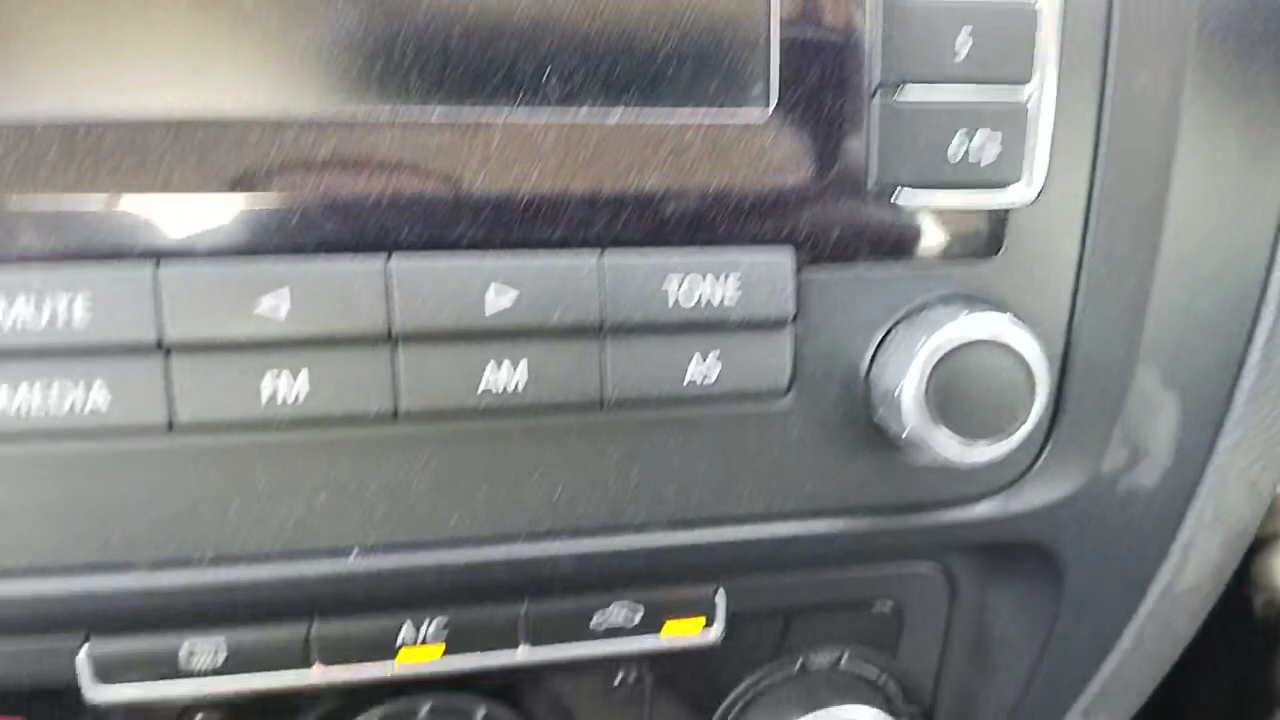 MUTE ◀ ▶ TONE
MEDIA FM AM AS
A/C